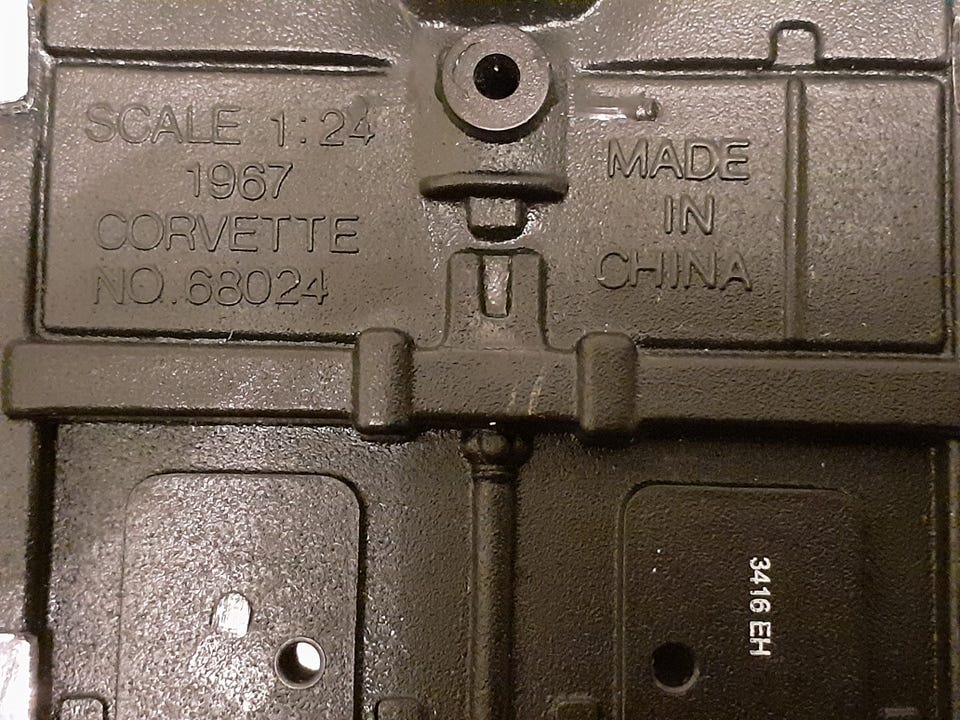 SCALE 1:24
1967
CORVETTE
NO.68024
MADE
IN
CHINA
3416 EH